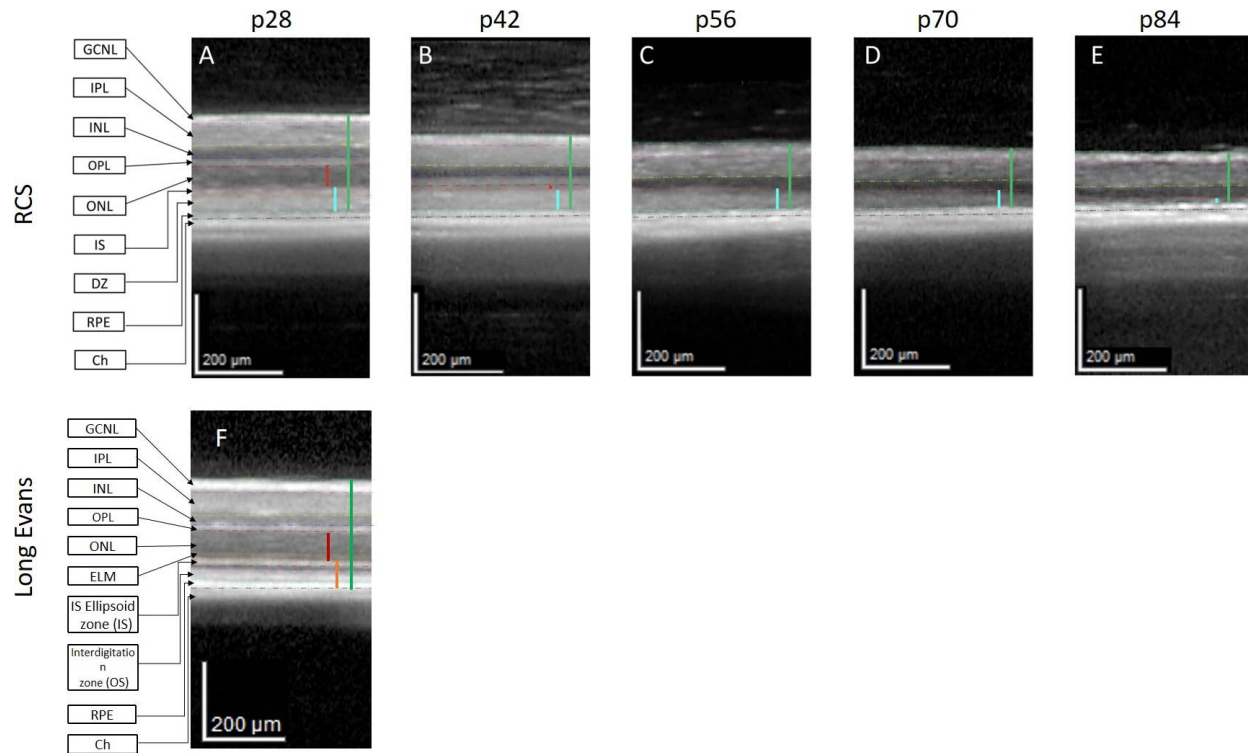 p28
p42
p56
p70
p84
RCS
GCNL
IPL
INL
OPL
ONL
IS
DZ
RPE
Ch
A
200 µm
B
200 µm
C
200 µm
D
200 µm
E
200 µm
Long Evans
GCNL
IPL
INL
OPL
ONL
ELM
IS Ellipsoid
zone (IS)
Interdigitatio
n
zone (OS)
RPE
Ch
F
200 µm